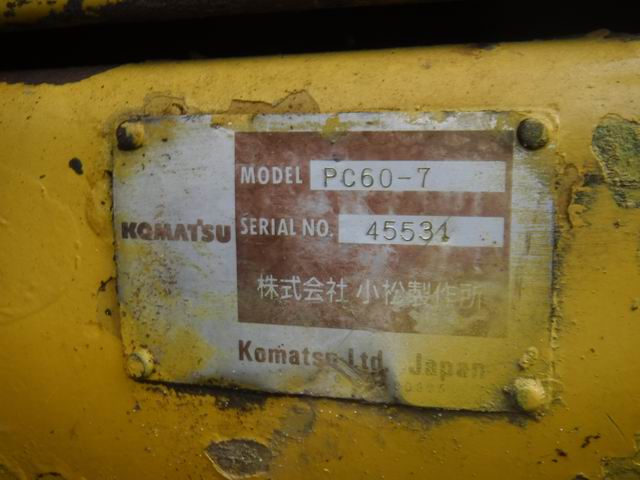 KOMATSU
MODEL PC60-7
SERIAL NO. 45531
株式会社 小松製作所
Komatsu Ltd. Japan